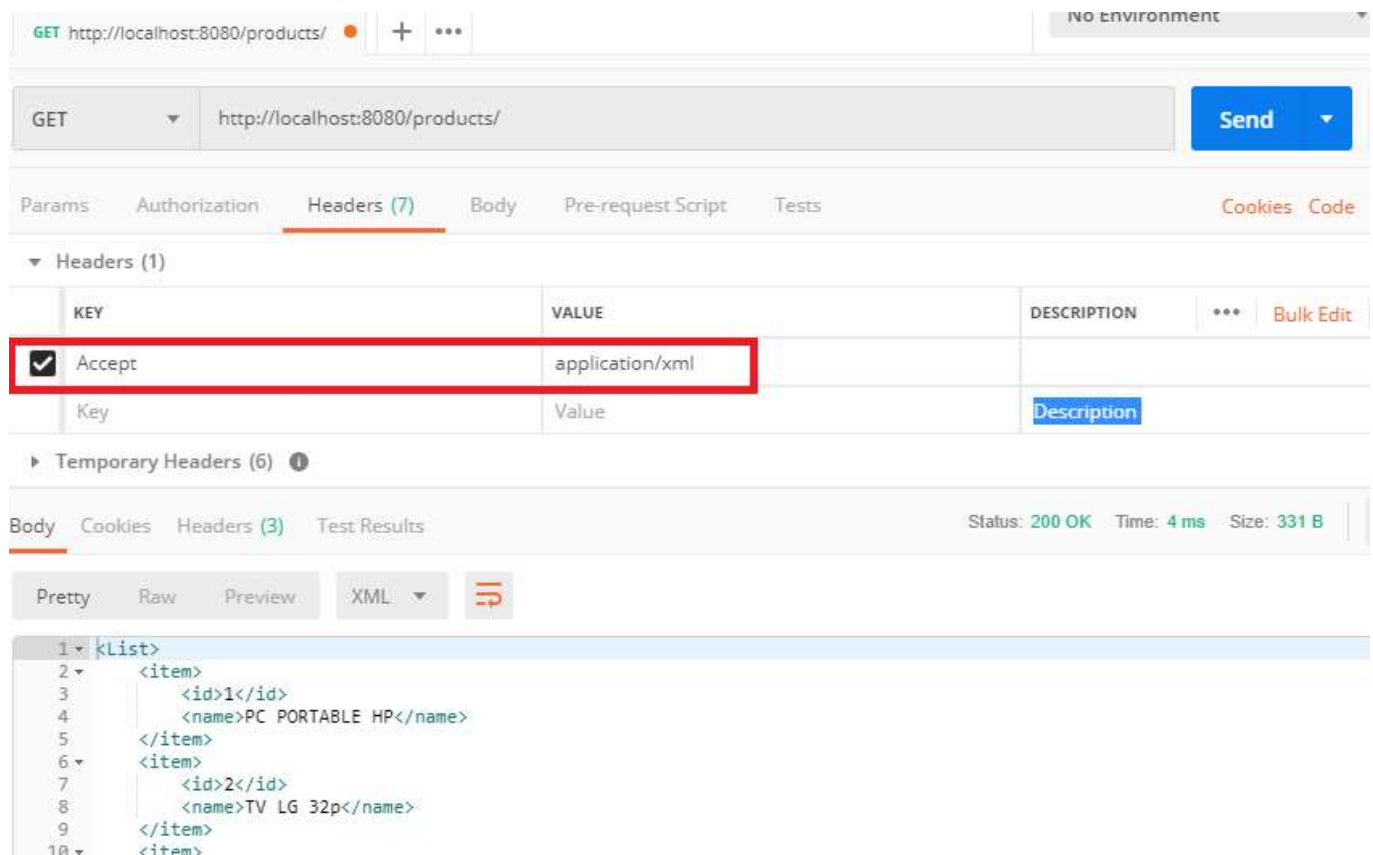 GET http://localhost:8080/products/ + •••
No Environment
GET http://localhost:8080/products/ Send
Params Authorization Headers (7) Body Pre-request Script Tests Cookies Code
Headers (1)
KEY VALUE DESCRIPTION ••• Bulk Edit
Accept application/xml
Key Value Description
Temporary Headers (6)
Body Cookies Headers (3) Test Results Status: 200 OK Time: 4 ms Size: 331 B
Pretty Raw Preview XML
1 <List>
2 <item>
3 <id>1</id>
4 <name>PC PORTABLE HP</name>
5 </item>
6 <item>
7 <id>2</id>
8 <name>TV LG 32p</name>
9 </item>
10 <item>